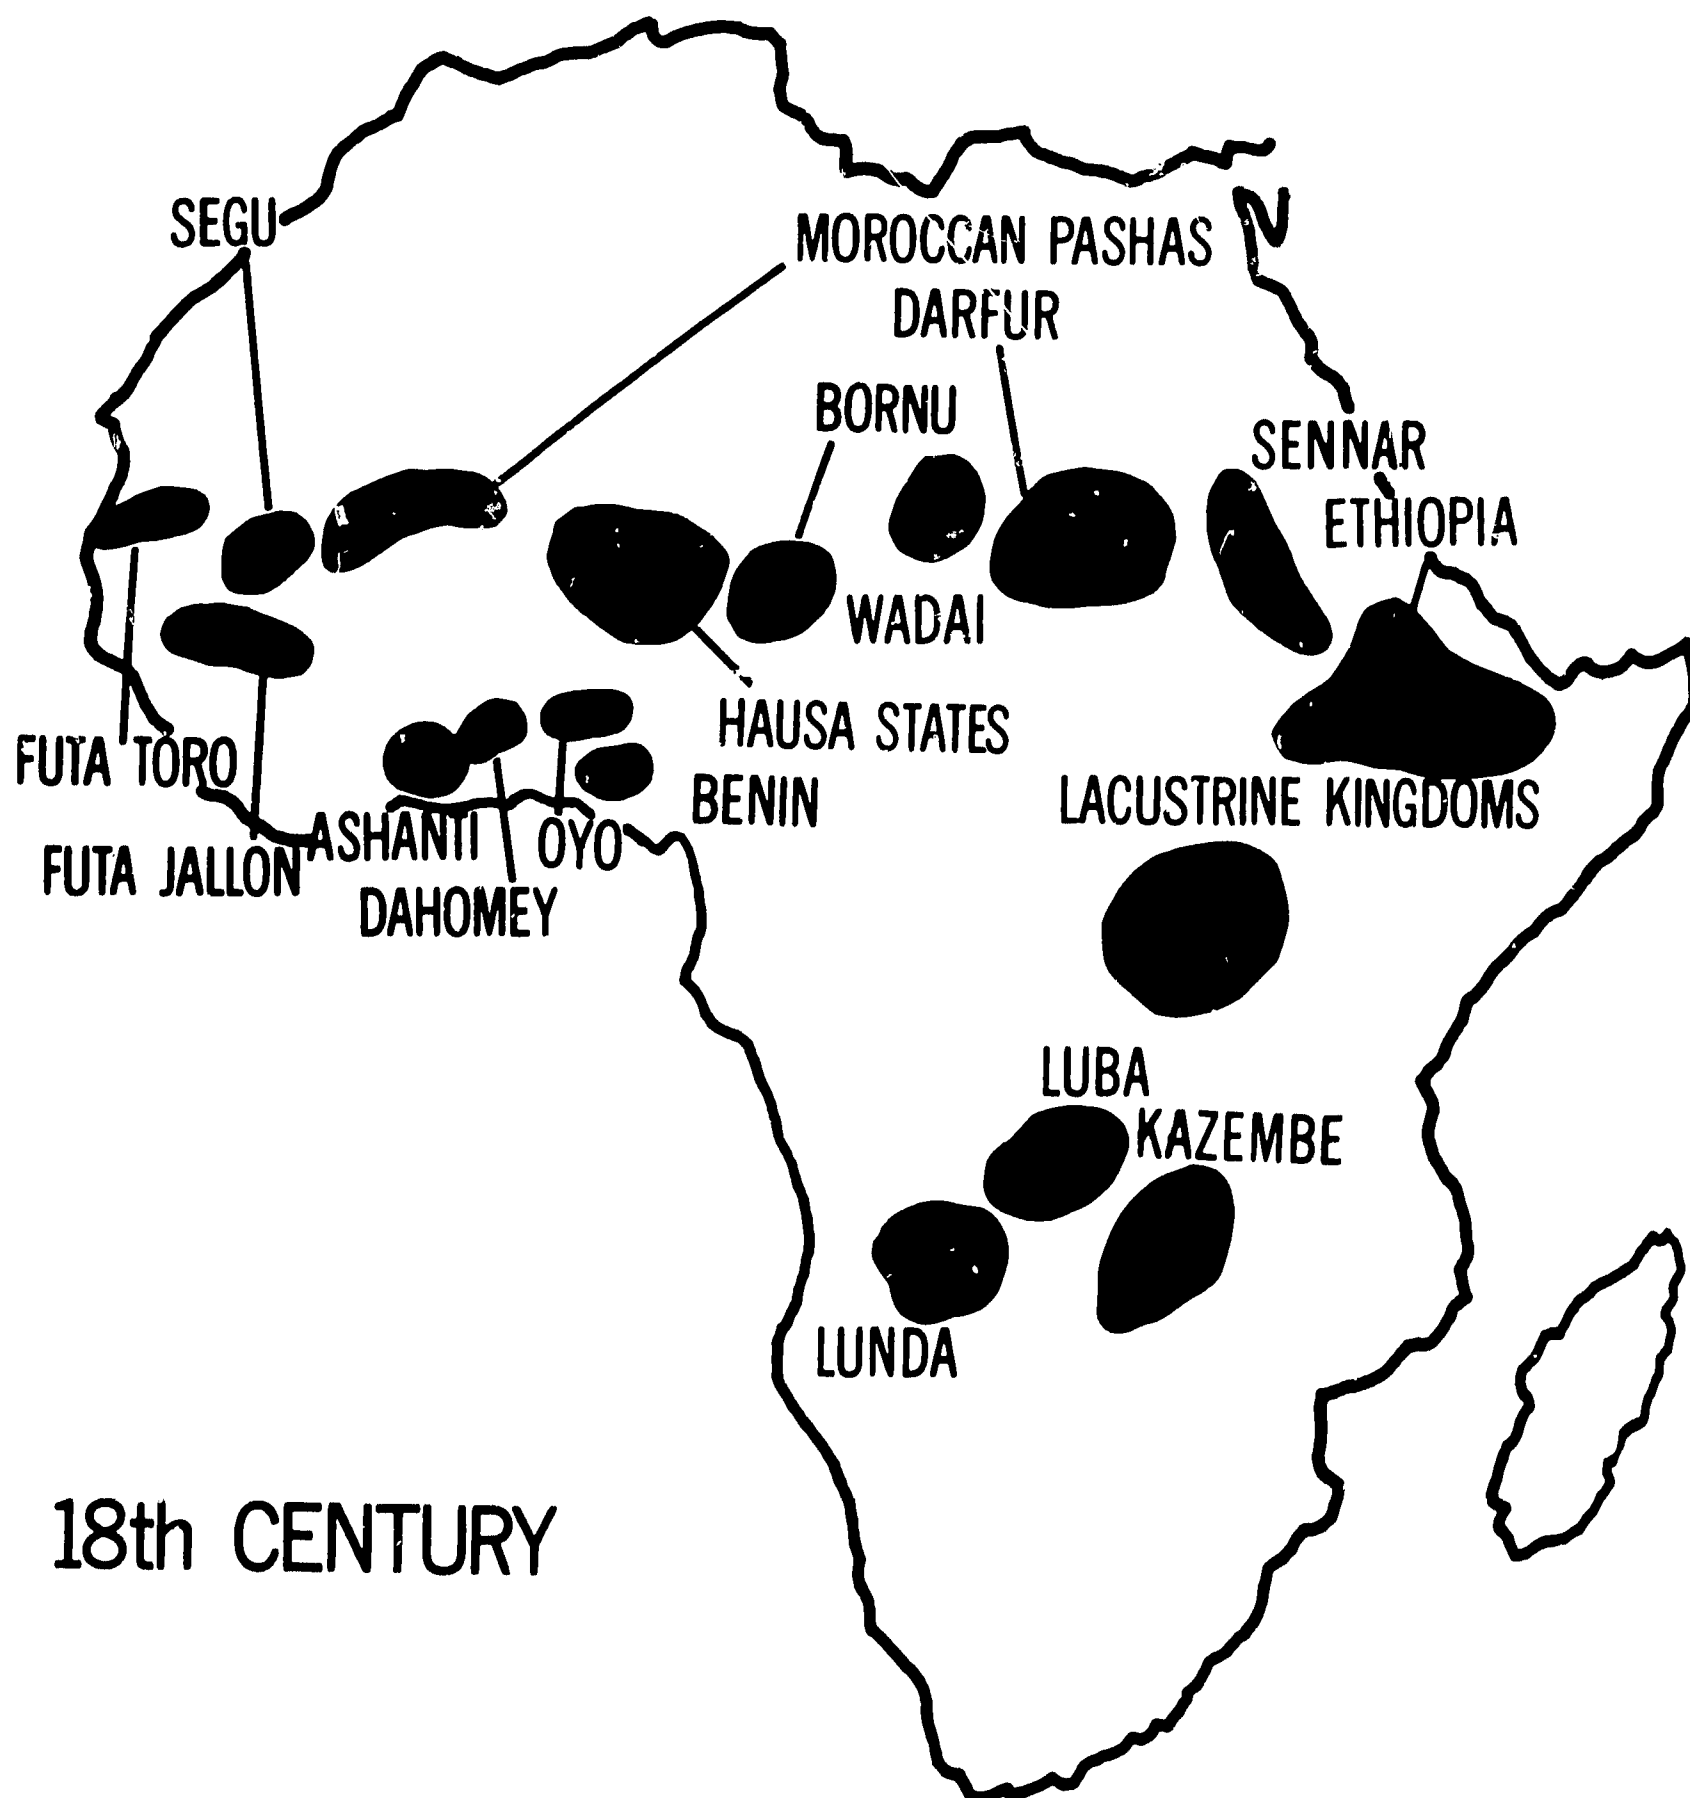 SEGU
MOROCCAN PASHAS
DARFUR
BORNU
SENNAR
ETHIOPIA
WADAI
HAUSA STATES
FUTA TORO
BENIN
LACUSTRINE KINGDOMS
ASHANTI
OYO
FUTA JALLON
DAHOMEY
LUBA
KAZEMBE
LUNDA
18th CENTURY